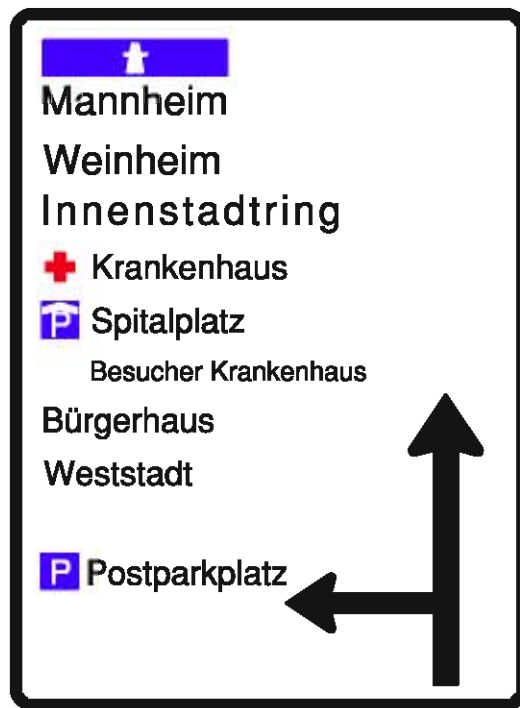 Mannheim
Weinheim
Innenstadtring
Krankenhaus
P Spitalplatz
Besucher Krankenhaus
Bürgerhaus
Weststadt
P Postparkplatz